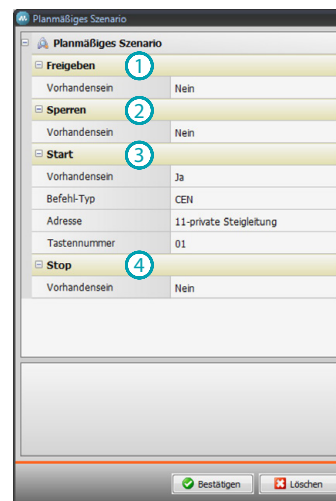 Planmäßiges Szenario
Planmäßiges Szenario
Freigeben 1
Vorhandensein Nein
Sperren 2
Vorhandensein Nein
Start 3
Vorhandensein Ja
Befehl-Typ CEN
Adresse 11-private Steigleitung
Tastennummer 01
Stop 4
Vorhandensein Nein
Bestätigen Löschen